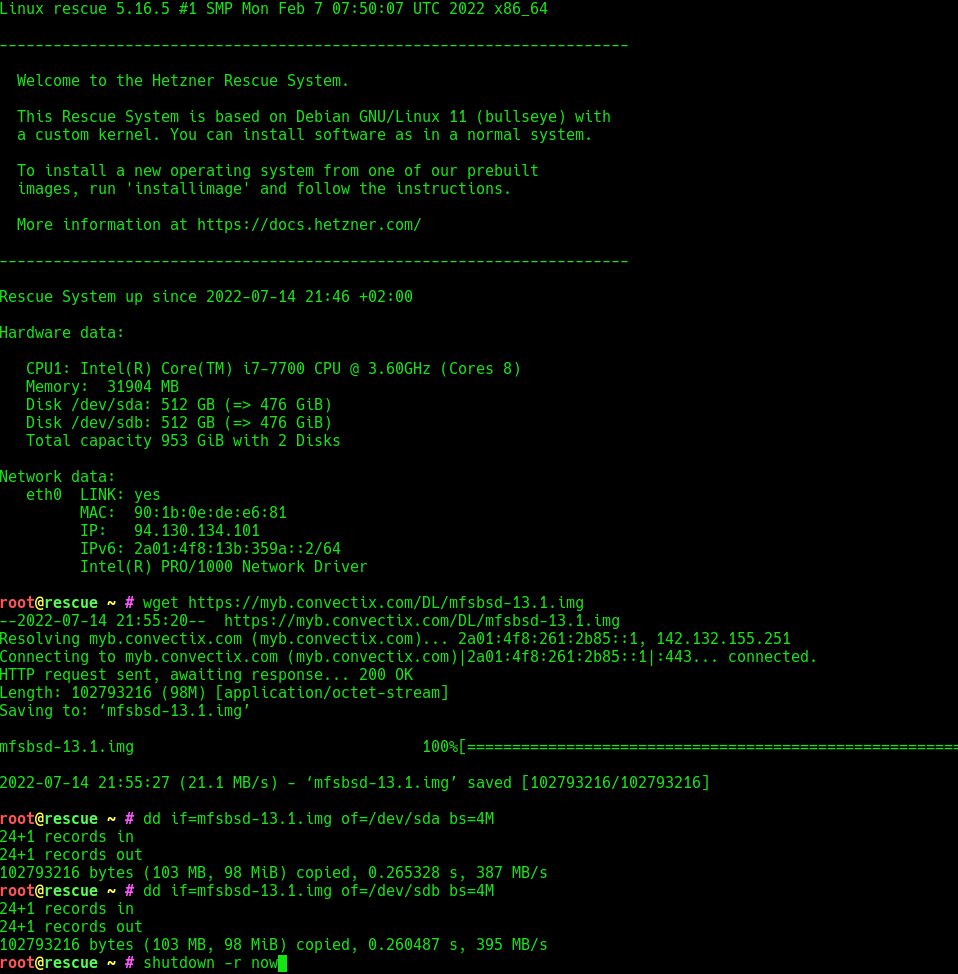 Linux rescue 5.16.5 #1 SMP Mon Feb 7 07:50:07 UTC 2022 x86_64
----------------------------------------------------------------------
Welcome to the Hetzner Rescue System.
This Rescue System is based on Debian GNU/Linux 11 (bullseye) with
a custom kernel. You can install software as in a normal system.
To install a new operating system from one of our prebuilt
images, run 'installimage' and follow the instructions.
More information at https://docs.hetzner.com/
----------------------------------------------------------------------
Rescue System up since 2022-07-14 21:46 +02:00
Hardware data:
CPU1: Intel(R) Core(TM) i7-7700 CPU @ 3.60GHz (Cores 8)
Memory:  31904 MB
Disk /dev/sda: 512 GB (=> 476 GiB)
Disk /dev/sdb: 512 GB (=> 476 GiB)
Total capacity 953 GiB with 2 Disks
Network data:
eth0  LINK: yes
MAC:  90:1b:0e:de:e6:81
IP:   94.130.134.101
IPv6: 2a01:4f8:13b:359a::2/64
Intel(R) PRO/1000 Network Driver
root@rescue ~ # wget https://myb.convectix.com/DL/mfsbsd-13.1.img
--2022-07-14 21:55:20--  https://myb.convectix.com/DL/mfsbsd-13.1.img
Resolving myb.convectix.com (myb.convectix.com)... 2a01:4f8:261:2b85::1, 142.132.155.251
Connecting to myb.convectix.com (myb.convectix.com)|2a01:4f8:261:2b85::1|:443... connected.
HTTP request sent, awaiting response... 200 OK
Length: 102793216 (98M) [application/octet-stream]
Saving to: ‘mfsbsd-13.1.img’
mfsbsd-13.1.img 100%[=======================================================
2022-07-14 21:55:27 (21.1 MB/s) - ‘mfsbsd-13.1.img’ saved [102793216/102793216]
root@rescue ~ # dd if=mfsbsd-13.1.img of=/dev/sda bs=4M
24+1 records in
24+1 records out
102793216 bytes (103 MB, 98 MiB) copied, 0.265328 s, 387 MB/s
root@rescue ~ # dd if=mfsbsd-13.1.img of=/dev/sdb bs=4M
24+1 records in
24+1 records out
102793216 bytes (103 MB, 98 MiB) copied, 0.260487 s, 395 MB/s
root@rescue ~ # shutdown -r now